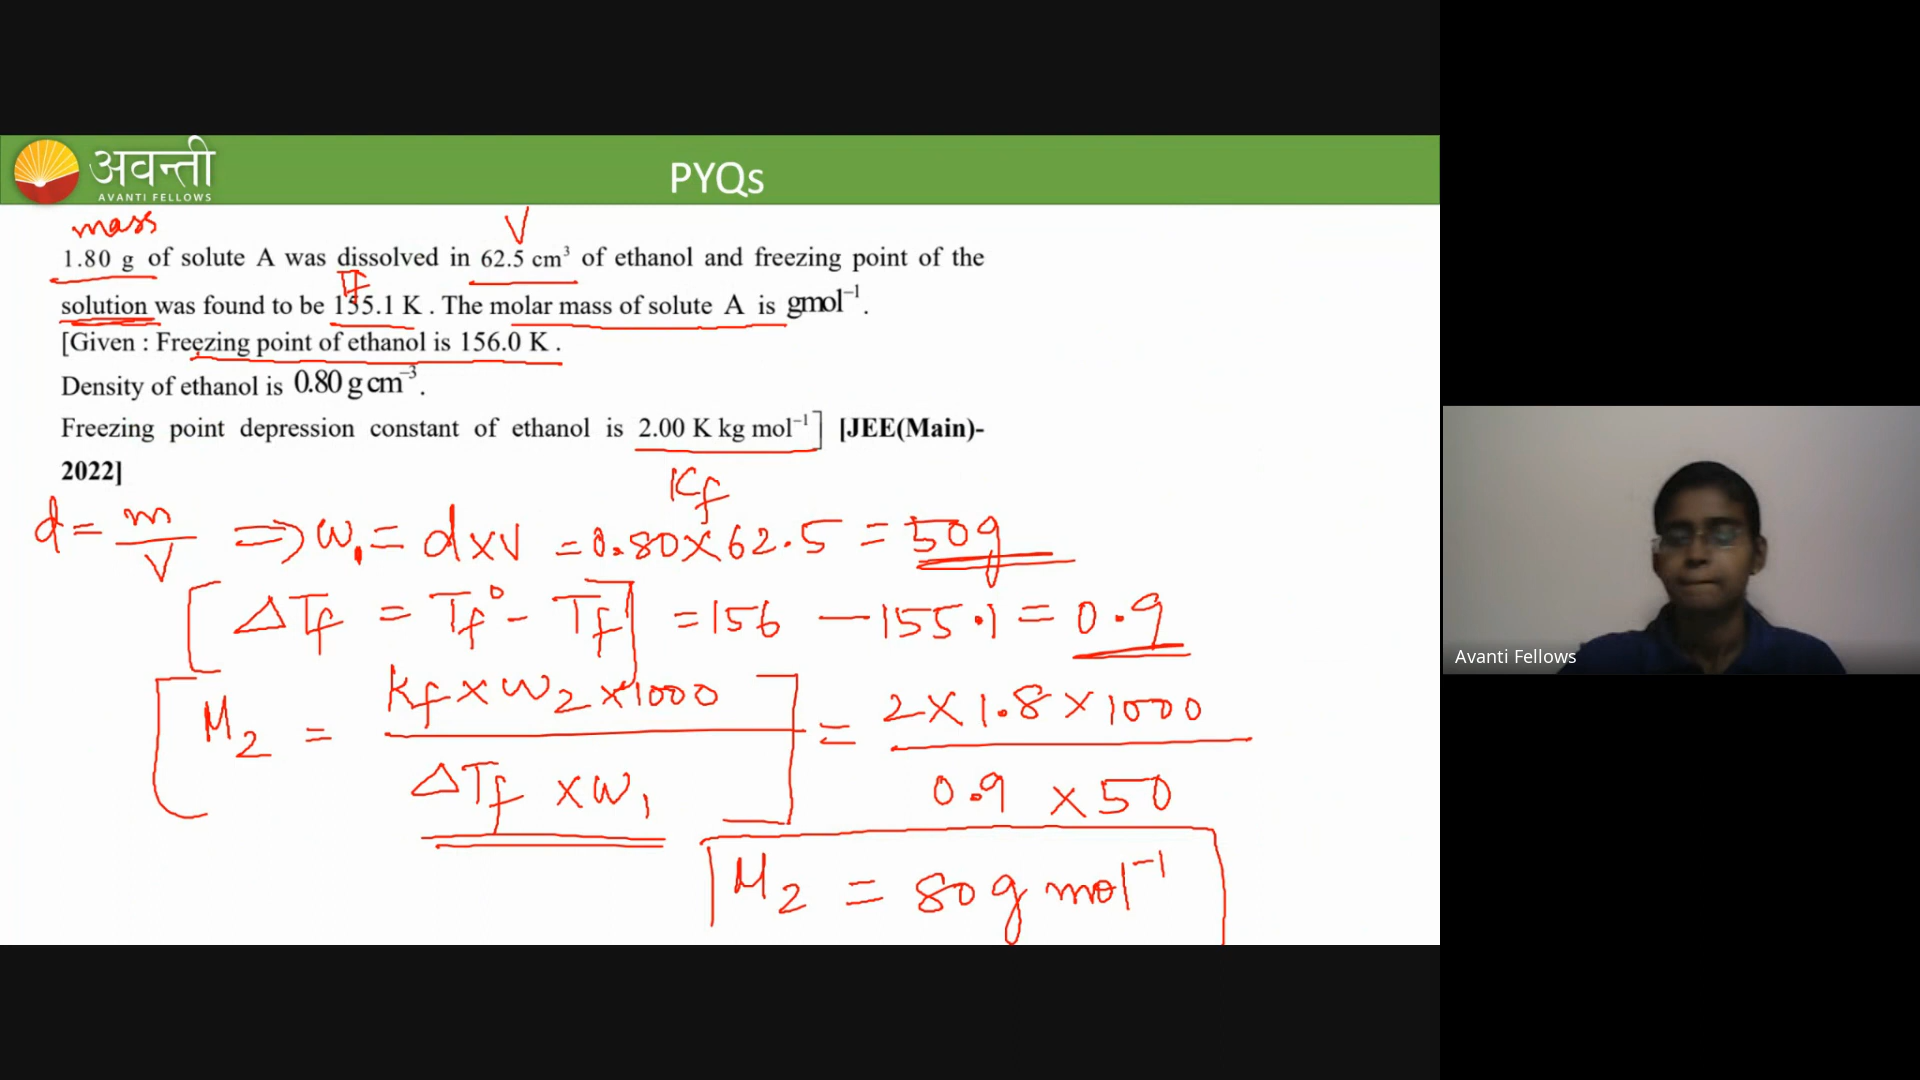 अवन्ती
AVANTI FELLOWS
PYQs
mass
V
1.80 g of solute A was dissolved in 62.5 cm³ of ethanol and freezing point of the
Tf
solution was found to be 155.1 K . The molar mass of solute A is gmol⁻¹.
[Given : Freezing point of ethanol is 156.0 K .
Density of ethanol is 0.80 g cm⁻³.
Freezing point depression constant of ethanol is 2.00 K kg mol⁻¹] [JEE(Main)-
2022]
Kf
d = m/V ⇒ W₁ = d×V = 0.80×62.5 = 50g
[ΔTf = Tf° - Tf] = 156 - 155.1 = 0.9
[M₂ = Kf × W₂ × 1000 / ΔTf × W₁] = 2 × 1.8 × 1000 / 0.9 × 50
M₂ = 80 g mol⁻¹
Avanti Fellows